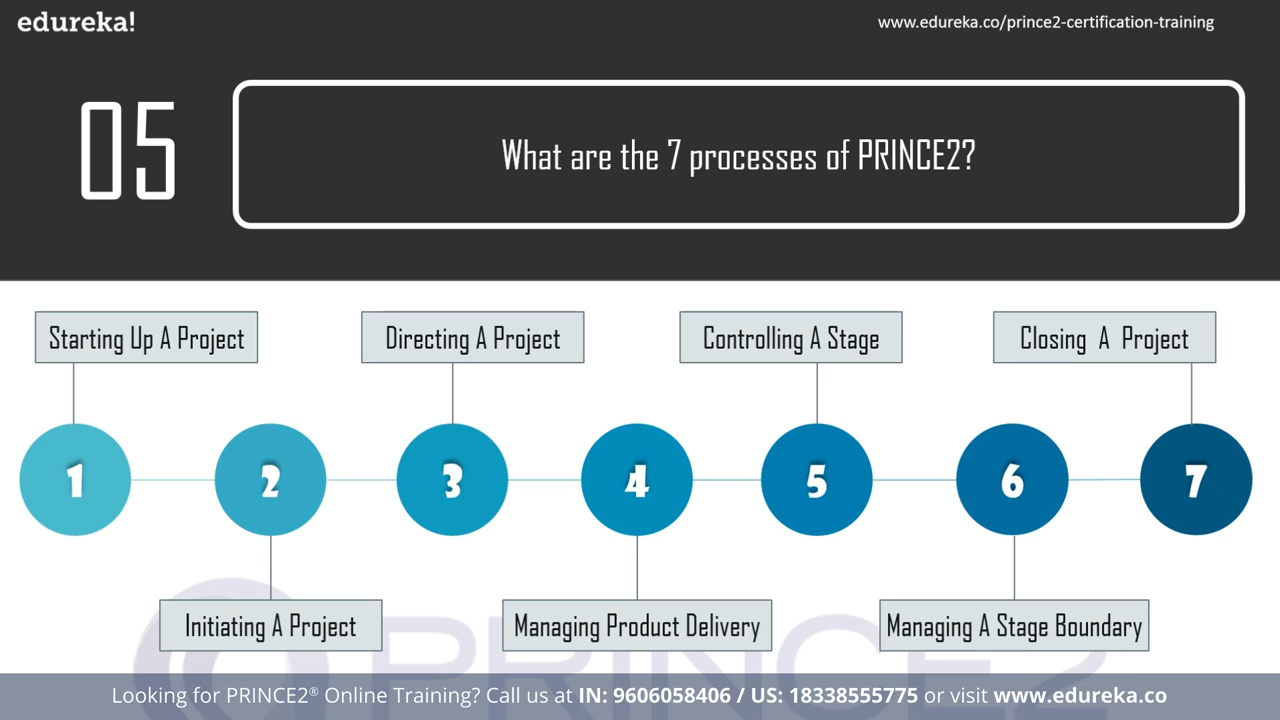 edureka!
www.edureka.co/prince2-certification-training
05
What are the 7 processes of PRINCE2?
Starting Up A Project
Directing A Project
Controlling A Stage
Closing A Project
1
2
3
4
5
6
7
Initiating A Project
Managing Product Delivery
Managing A Stage Boundary
PRINCE2
Looking for PRINCE2® Online Training? Call us at IN: 9606058406 / US: 18338555775 or visit www.edureka.co